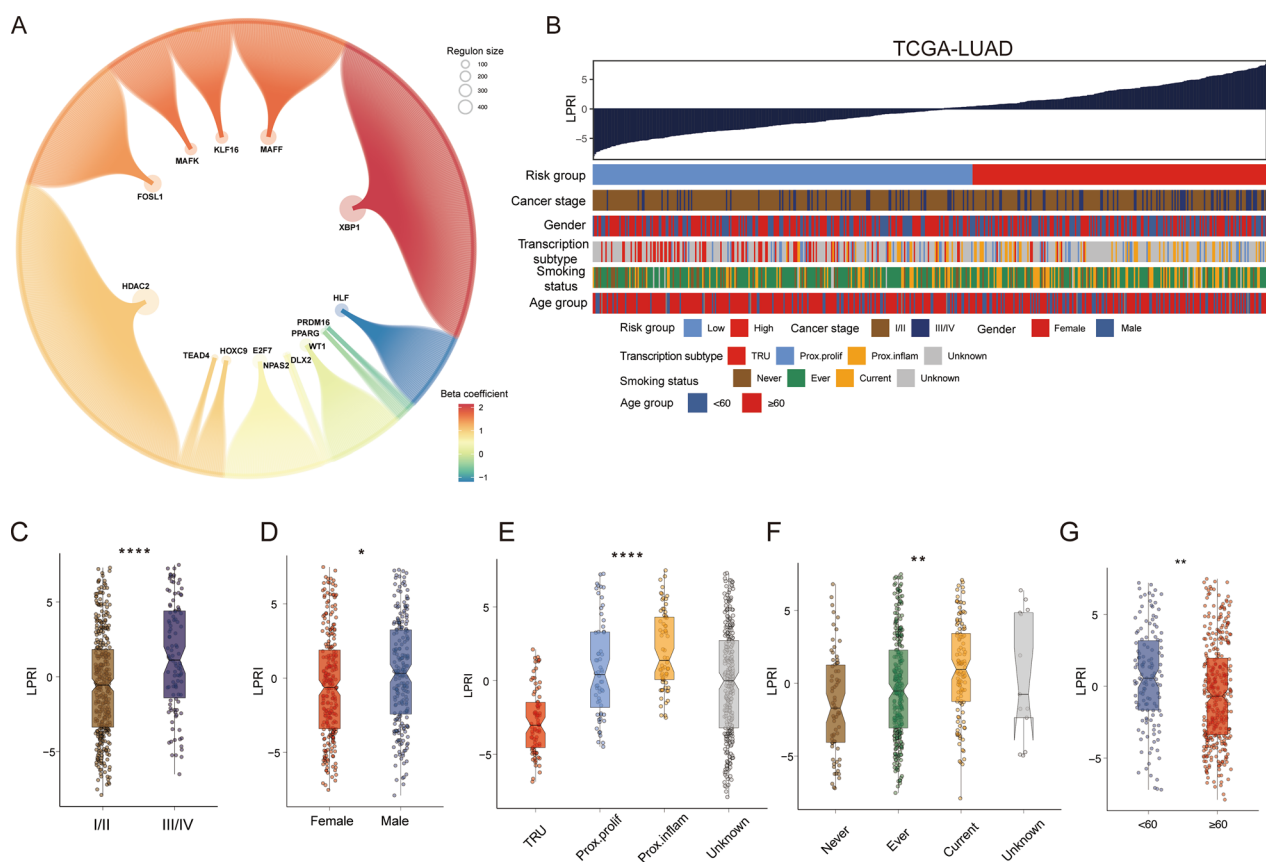 A
Regulon size
100
200
300
400
MAFK
KLF16
MAFF
FOSL1
XBP1
HDAC2
HLF
PRDM16
PPARG
WT1
TEAD4
HOXC9
E2F7
NPAS2
DLX2
Beta coefficient
2
1
0
−1
B
TCGA-LUAD
LPRI
5
0
−5
Risk group
Cancer stage
Gender
Transcription
subtype
Smoking
status
Age group
Risk group Low High Cancer stage I/II III/IV Gender Female Male
Transcription subtype TRU Prox.prolif Prox.inflam Unknown
Smoking status Never Ever Current Unknown
Age group <60 ≥60
C
****
LPRI
5
0
−5
I/II III/IV
D
*
LPRI
5
0
−5
Female Male
E
****
LPRI
5
0
−5
TRU Prox.prolif Prox.inflam Unknown
F
**
LPRI
5
0
−5
Never Ever Current Unknown
G
**
LPRI
5
0
−5
<60 ≥60